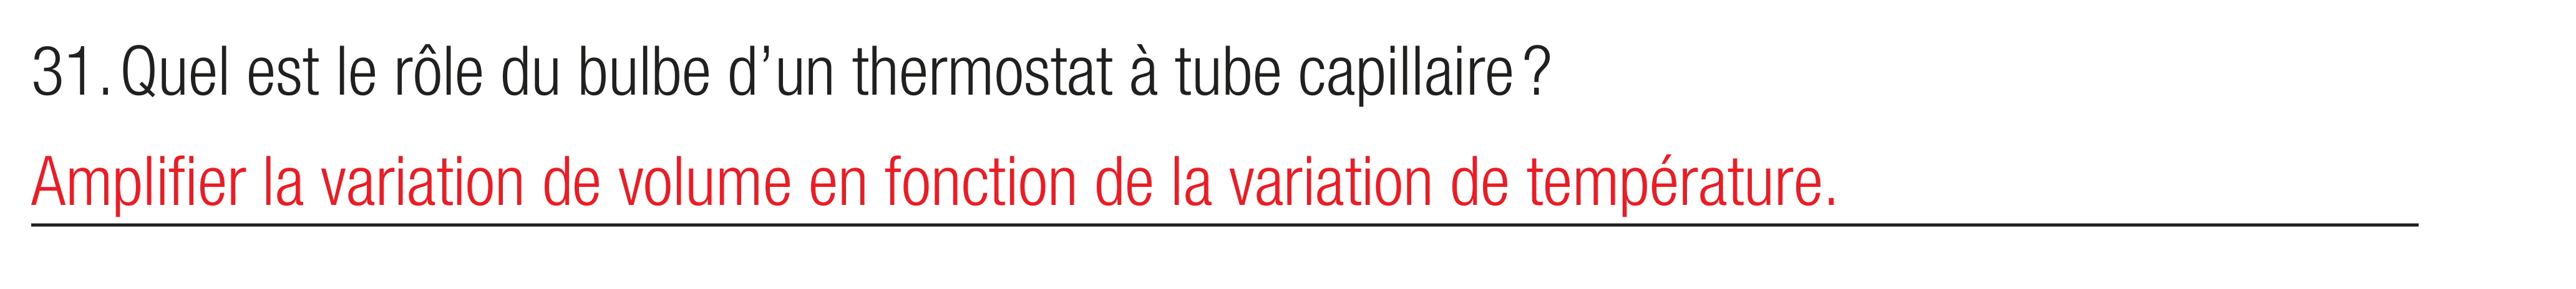 31. Quel est le rôle du bulbe d’un thermostat à tube capillaire ?
Amplifier la variation de volume en fonction de la variation de température.